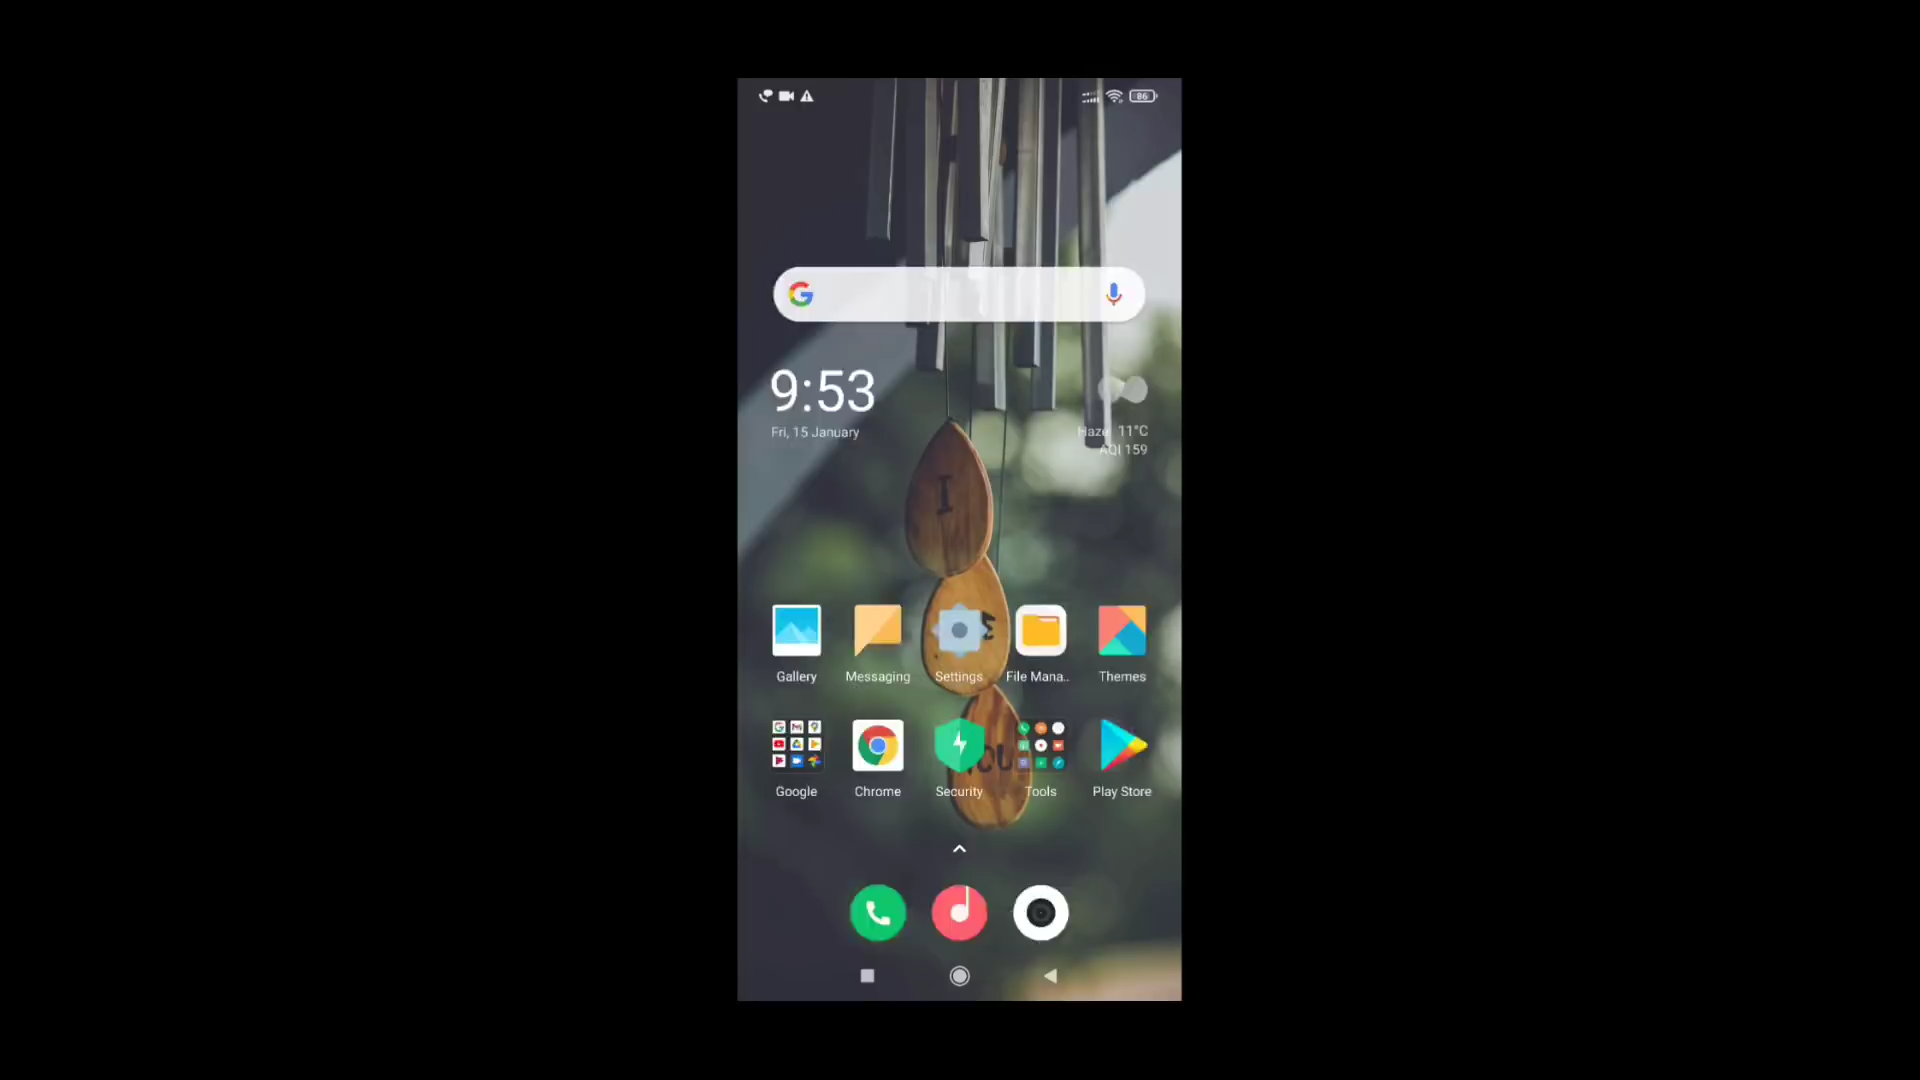 86
9:53
Fri, 15 January
Haze 11°C
AQI 159
I
Gallery
Messaging
Settings
File Mana..
Themes
Google
Chrome
Security
Tools
Play Store